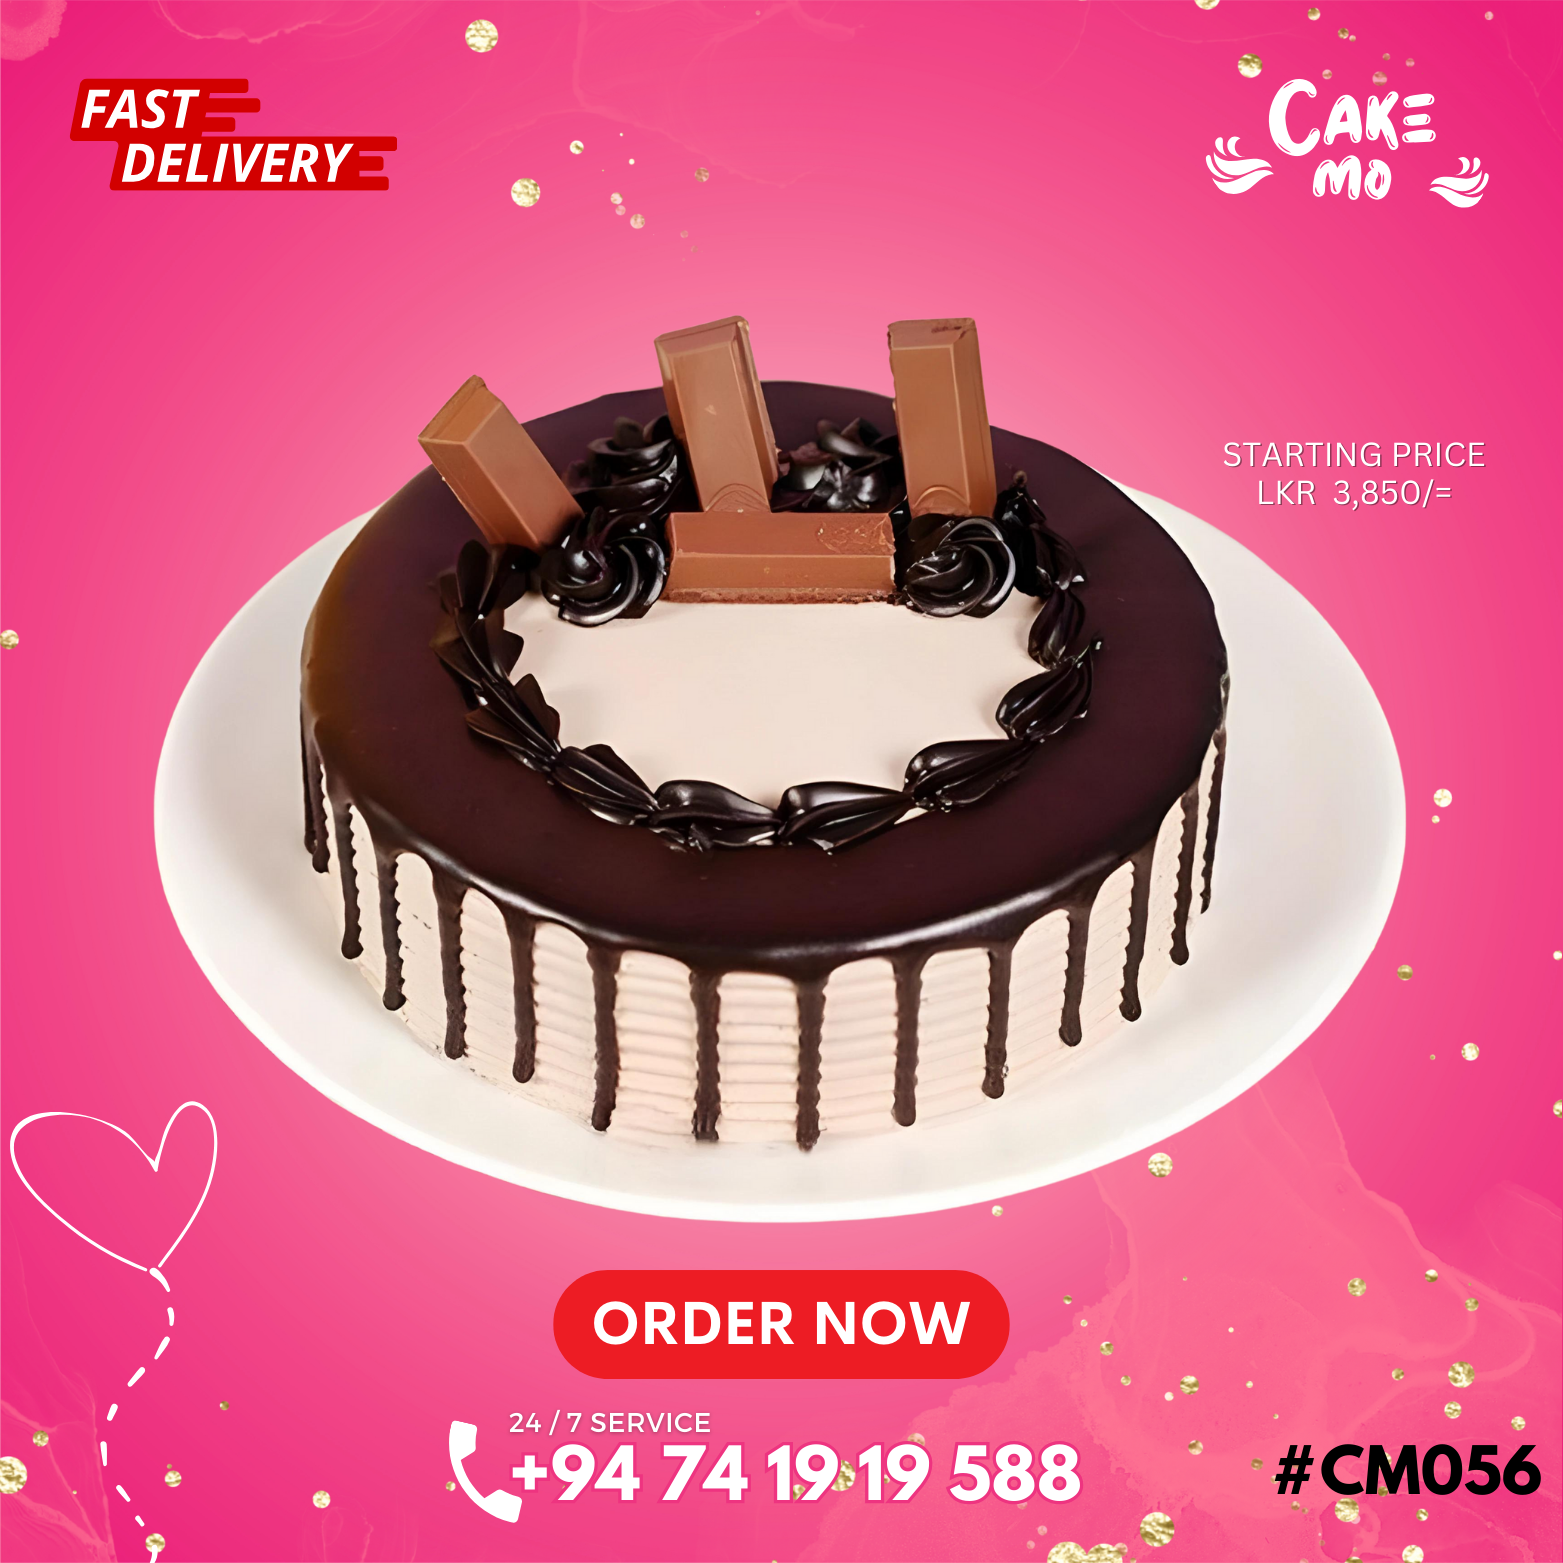 FAST
DELIVERY
CAKE
MO
STARTING PRICE
LKR 3,850/=
ORDER NOW
24 / 7 SERVICE
+94 74 19 19 588
#CM056